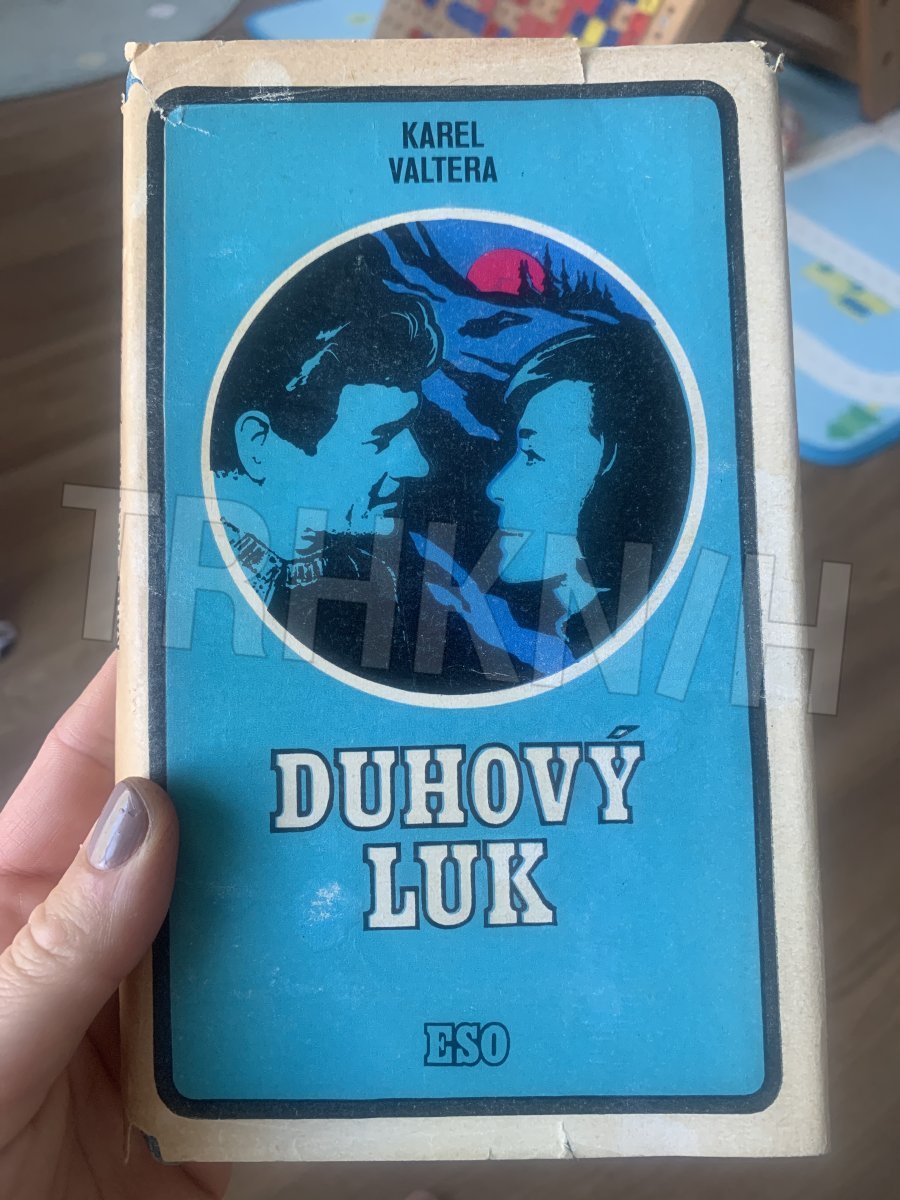 KAREL
VALTERA
TRHKNIH
DUHOVÝ
LUK
ESO